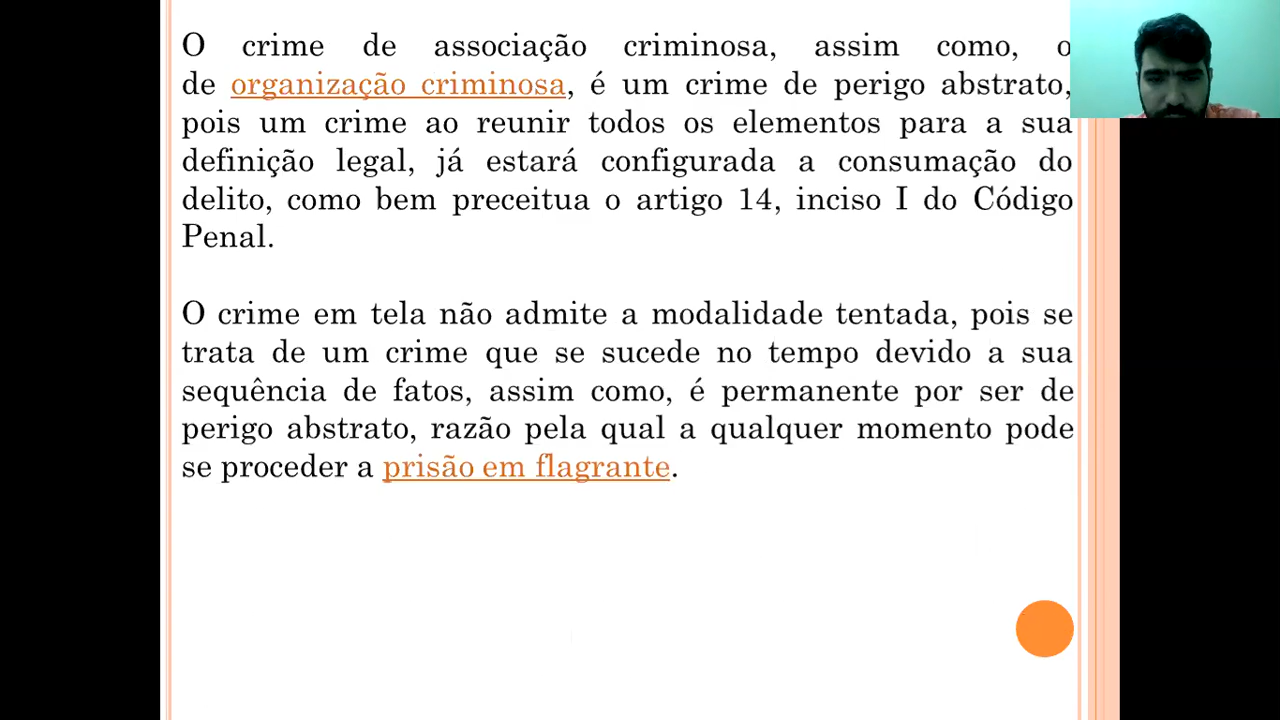 O crime de associação criminosa, assim como, o
de organização criminosa, é um crime de perigo abstrato,
pois um crime ao reunir todos os elementos para a sua
definição legal, já estará configurada a consumação do
delito, como bem preceitua o artigo 14, inciso I do Código
Penal.
O crime em tela não admite a modalidade tentada, pois se
trata de um crime que se sucede no tempo devido a sua
sequência de fatos, assim como, é permanente por ser de
perigo abstrato, razão pela qual a qualquer momento pode
se proceder a prisão em flagrante.